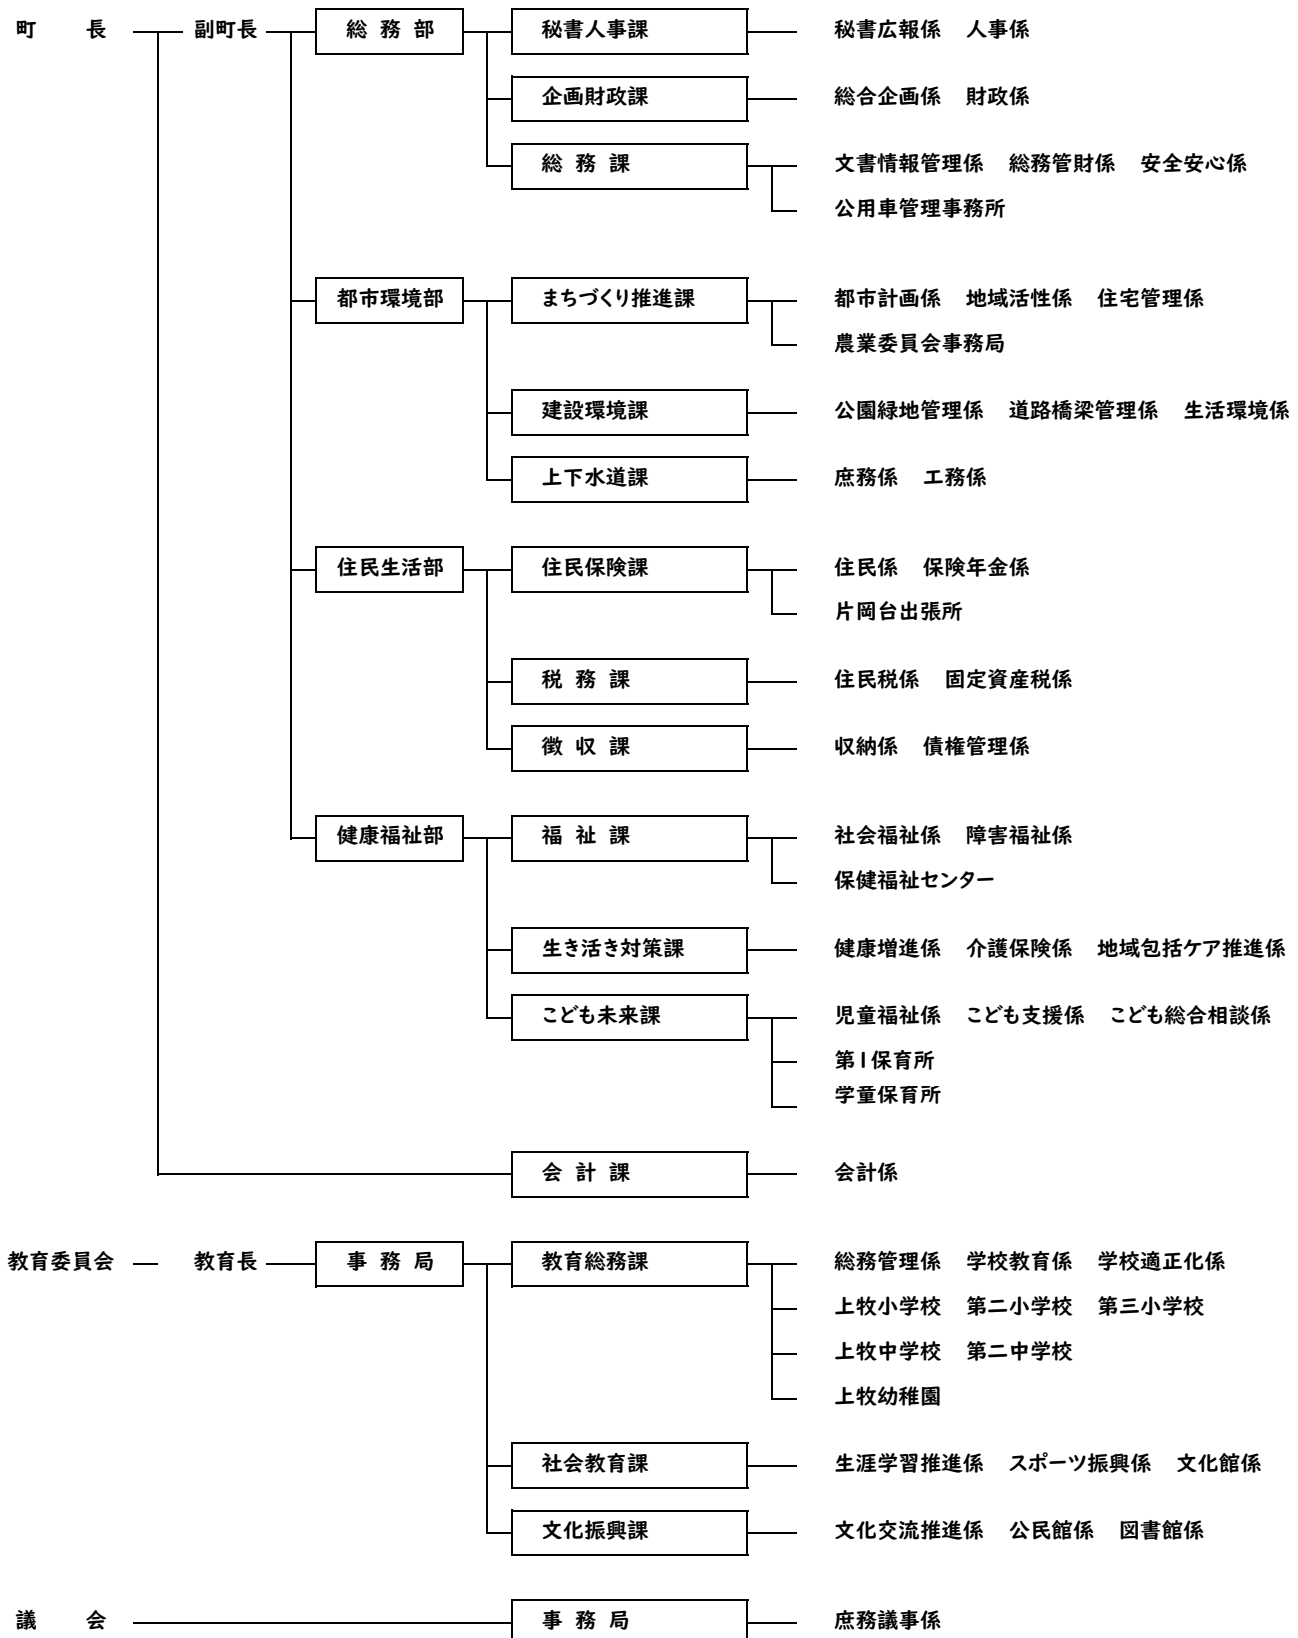 町 長 副町長 総務部 秘書人事課 秘書広報係 人事係
企画財政課 総合企画係 財政係
総務課 文書情報管理係 総務管財係 安全安心係
公用車管理事務所
都市環境部 まちづくり推進課 都市計画係 地域活性係 住宅管理係
農業委員会事務局
建設環境課 公園緑地管理係 道路橋梁管理係 生活環境係
上下水道課 庶務係 工務係
住民生活部 住民保険課 住民係 保険年金係
片岡台出張所
税務課 住民税係 固定資産税係
徴収課 収納係 債権管理係
健康福祉部 福祉課 社会福祉係 障害福祉係
保健福祉センター
生き活き対策課 健康増進係 介護保険係 地域包括ケア推進係
こども未来課 児童福祉係 こども支援係 こども総合相談係
第1保育所
学童保育所
会計課 会計係
教育委員会 教育長 事務局 教育総務課 総務管理係 学校教育係 学校適正化係
上牧小学校 第二小学校 第三小学校
上牧中学校 第二中学校
上牧幼稚園
社会教育課 生涯学習推進係 スポーツ振興係 文化館係
文化振興課 文化交流推進係 公民館係 図書館係
議 会 事務局 庶務議事係